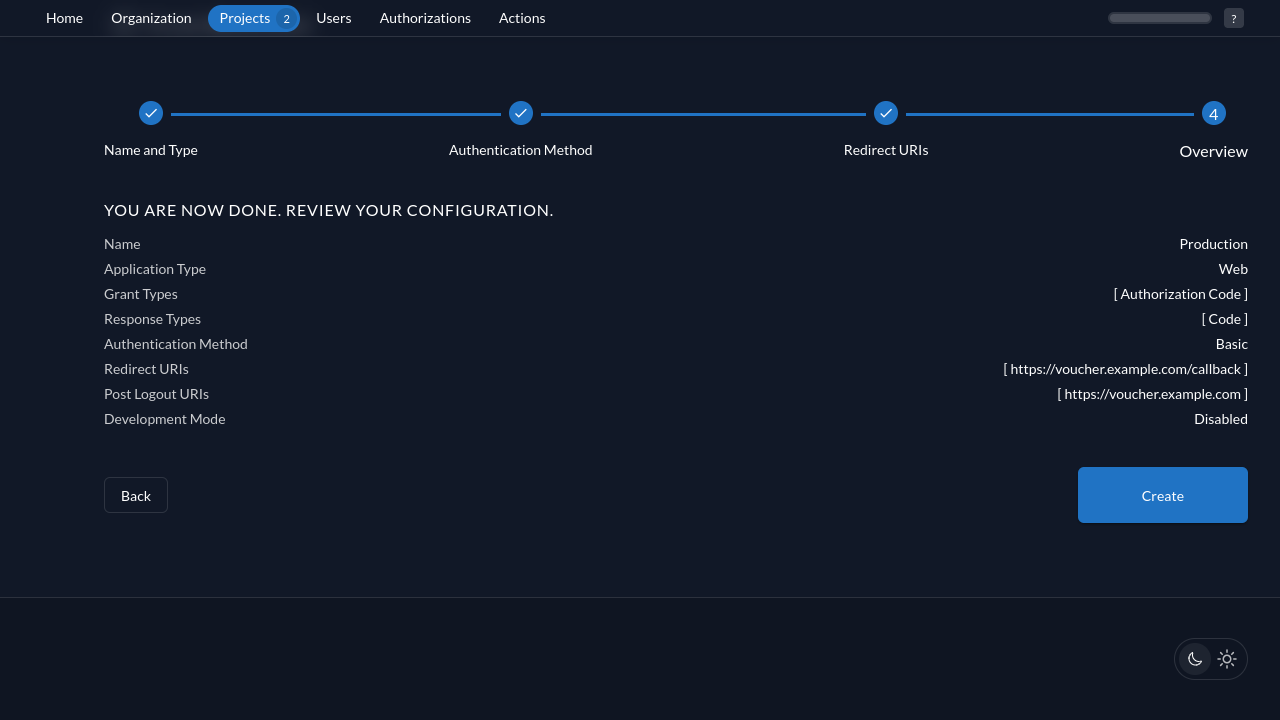 Home Organization Projects 2 Users Authorizations Actions ?
4
Name and Type Authentication Method Redirect URIs Overview
YOU ARE NOW DONE. REVIEW YOUR CONFIGURATION.
Name Production
Application Type Web
Grant Types [ Authorization Code ]
Response Types [ Code ]
Authentication Method Basic
Redirect URIs [ https://voucher.example.com/callback ]
Post Logout URIs [ https://voucher.example.com ]
Development Mode Disabled
Back Create